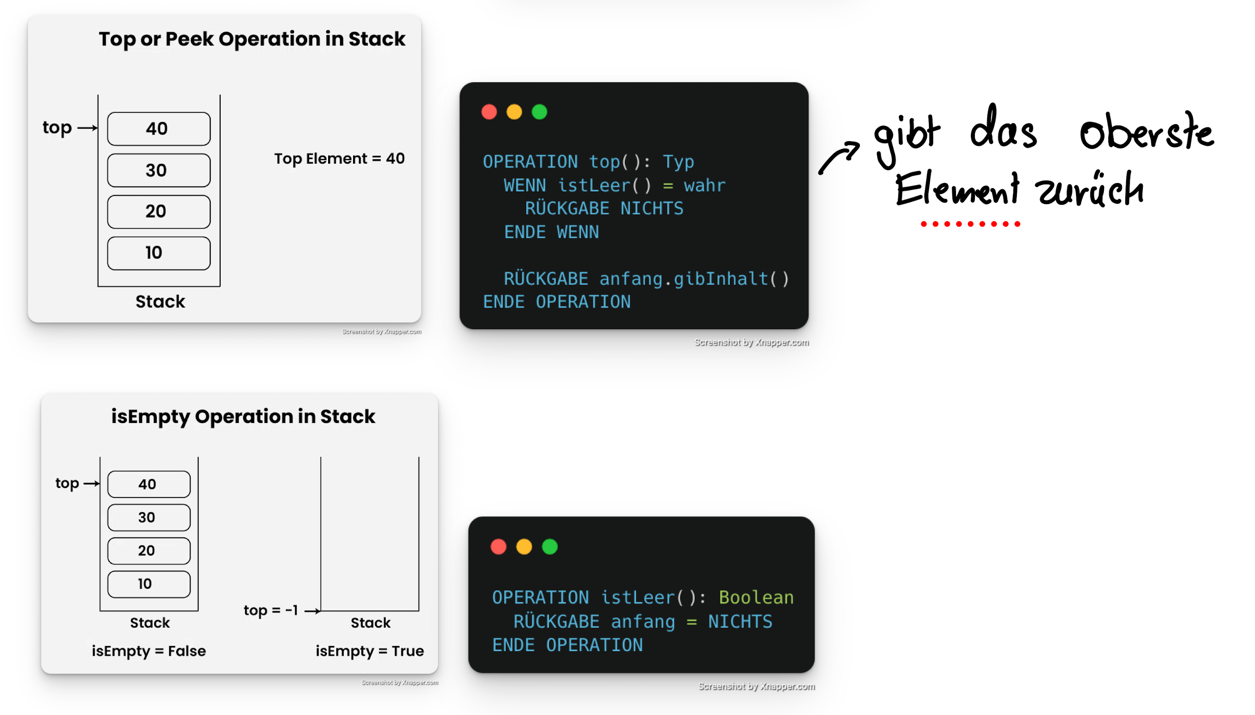 Top or Peek Operation in Stack
top
40
30
20
10
Stack
Top Element = 40
Screenshot by Xnapper.com
OPERATION top(): Typ
WENN istLeer() = wahr
RÜCKGABE NICHTS
ENDE WENN
RÜCKGABE anfang.gibInhalt()
ENDE OPERATION
Screenshot by Xnapper.com
gibt das oberste
Element zurück
isEmpty Operation in Stack
top
40
30
20
10
Stack
isEmpty = False
top = -1
Stack
isEmpty = True
Screenshot by Xnapper.com
OPERATION istLeer(): Boolean
RÜCKGABE anfang = NICHTS
ENDE OPERATION
Screenshot by Xnapper.com